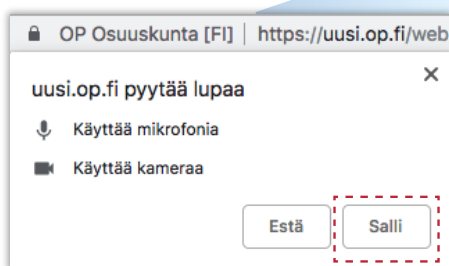 OP Osuuskunta [FI] | https://uusi.op.fi/web
uusi.op.fi pyytää lupaa
Käyttää mikrofonia
Käyttää kameraa
Estä Salli